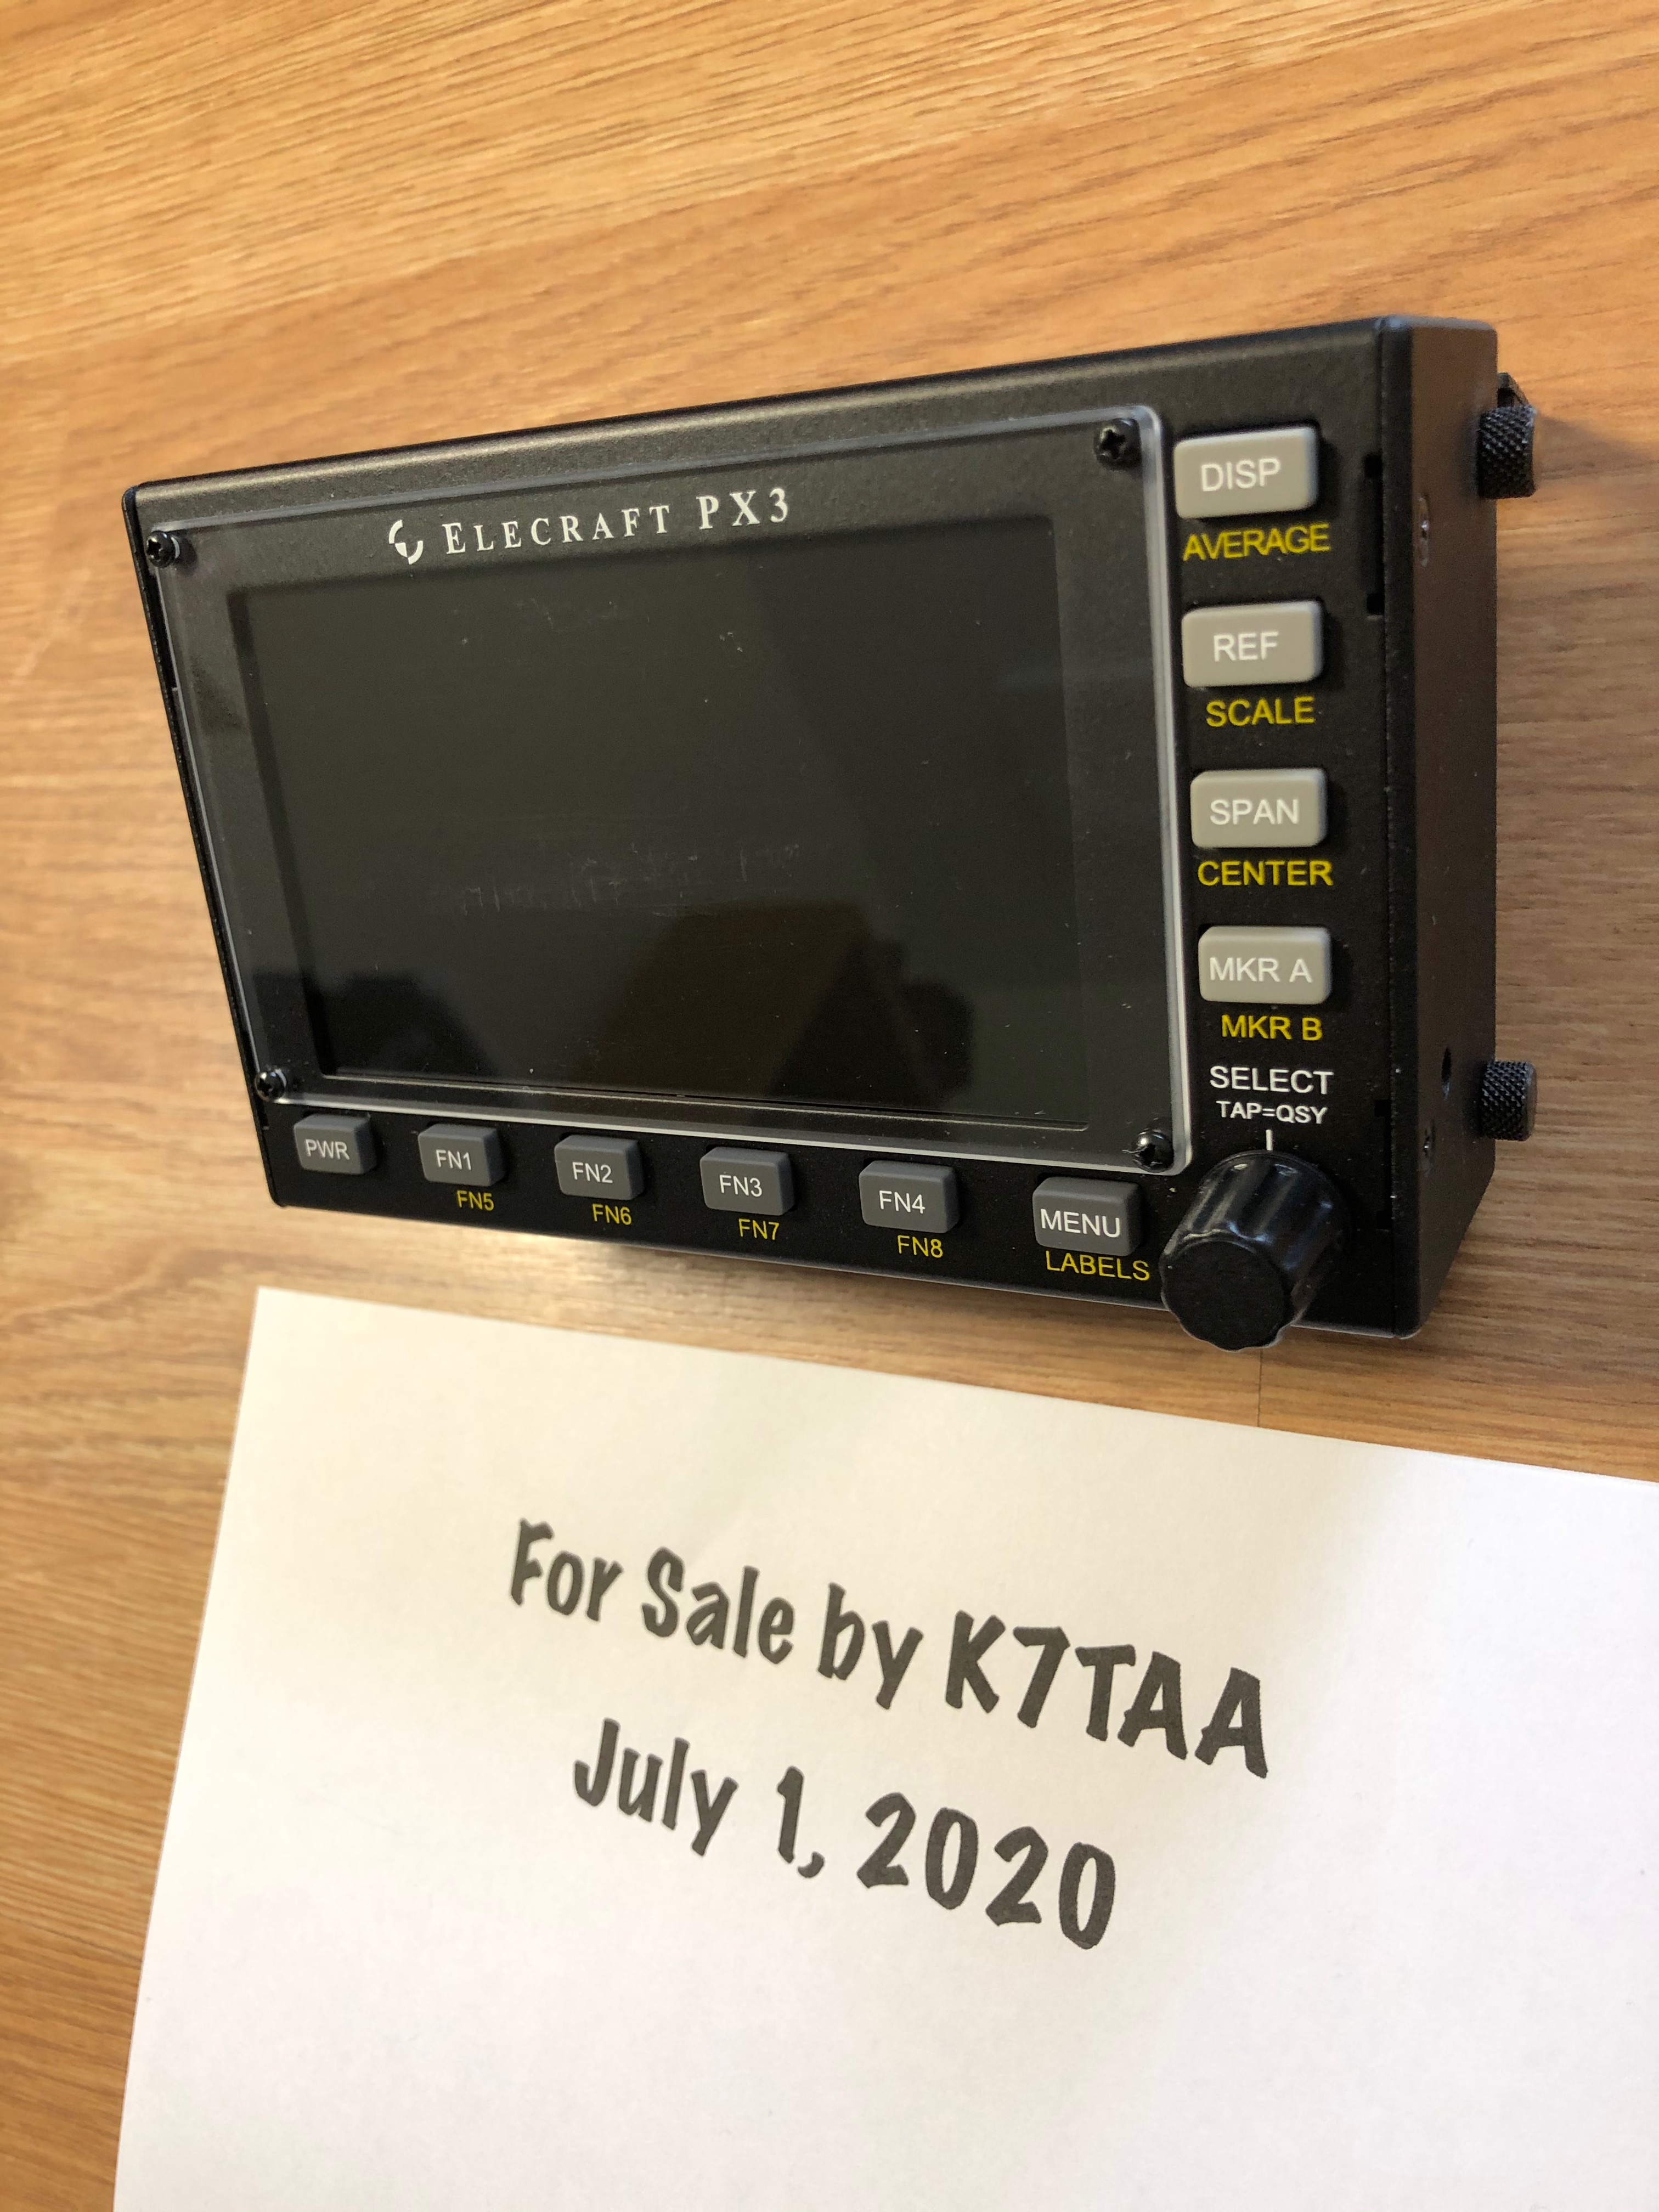 ELECRAFT PX3
DISP
AVERAGE
REF
SCALE
SPAN
CENTER
MKR A
MKR B
SELECT
TAP=QSY
PWR
FN1
FN5
FN2
FN6
FN3
FN7
FN4
FN8
MENU
LABELS
For Sale by K7TAA
July 1, 2020